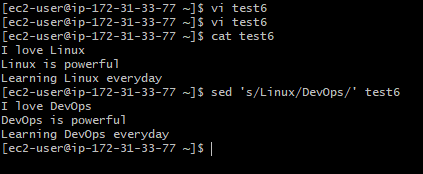 [ec2-user@ip-172-31-33-77 ~]$ vi test6
[ec2-user@ip-172-31-33-77 ~]$ vi test6
[ec2-user@ip-172-31-33-77 ~]$ cat test6
I love Linux
Linux is powerful
Learning Linux everyday
[ec2-user@ip-172-31-33-77 ~]$ sed 's/Linux/DevOps/' test6
I love DevOps
DevOps is powerful
Learning DevOps everyday
[ec2-user@ip-172-31-33-77 ~]$